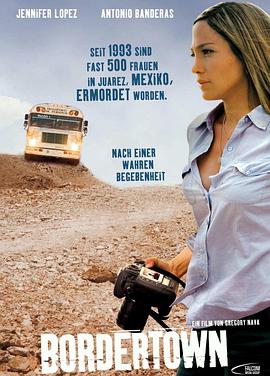 JENNIFER LOPEZ ANTONIO BANDERAS
SEIT 1993 SIND
FAST 500 FRAUEN
IN JUAREZ, MEXIKO,
ERMORDET WORDEN.
NACH EINER
WAHREN
BEGEBENHEIT
EIN FILM VON GREGORY NAVA
BORDERTOWN
FALCOM